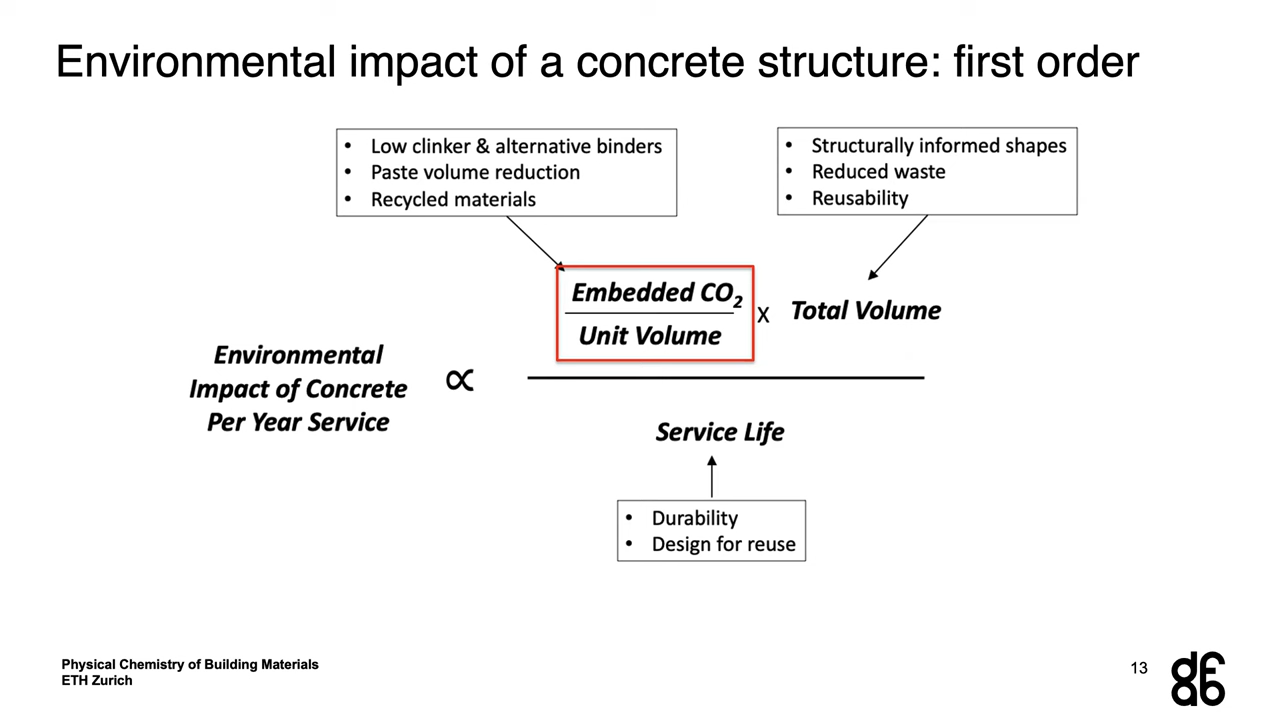 Environmental impact of a concrete structure: first order
• Low clinker & alternative binders
• Paste volume reduction
• Recycled materials
• Structurally informed shapes
• Reduced waste
• Reusability
Embedded CO₂
Unit Volume
x
Total Volume
Environmental
Impact of Concrete
Per Year Service
∝
Service Life
• Durability
• Design for reuse
Physical Chemistry of Building Materials
ETH Zurich
13
dfab